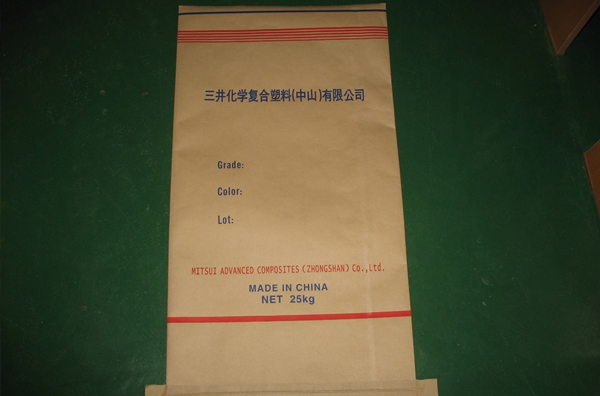 三井化学复合塑料(中山)有限公司
Grade:
Color:
Lot:
MITSUI ADVANCED COMPOSITES (ZHONGSHAN) Co.,Ltd.
MADE IN CHINA
NET 25kg